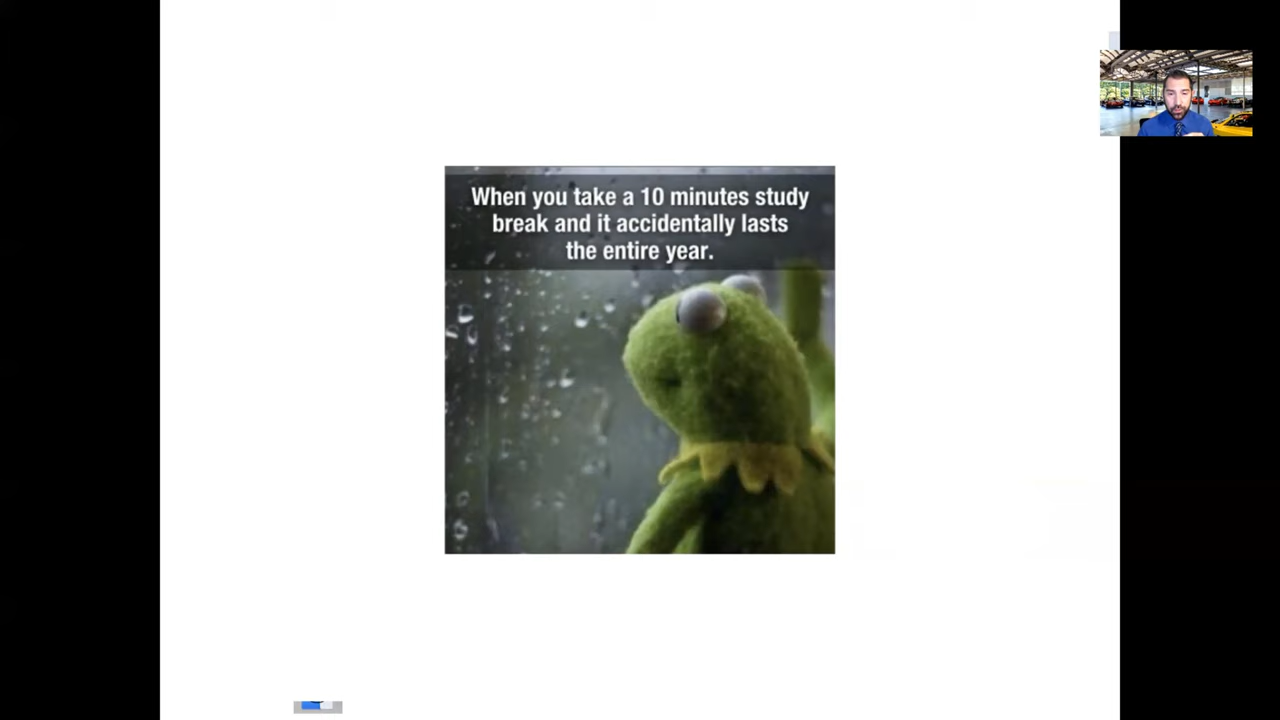 When you take a 10 minutes study
break and it accidentally lasts
the entire year.